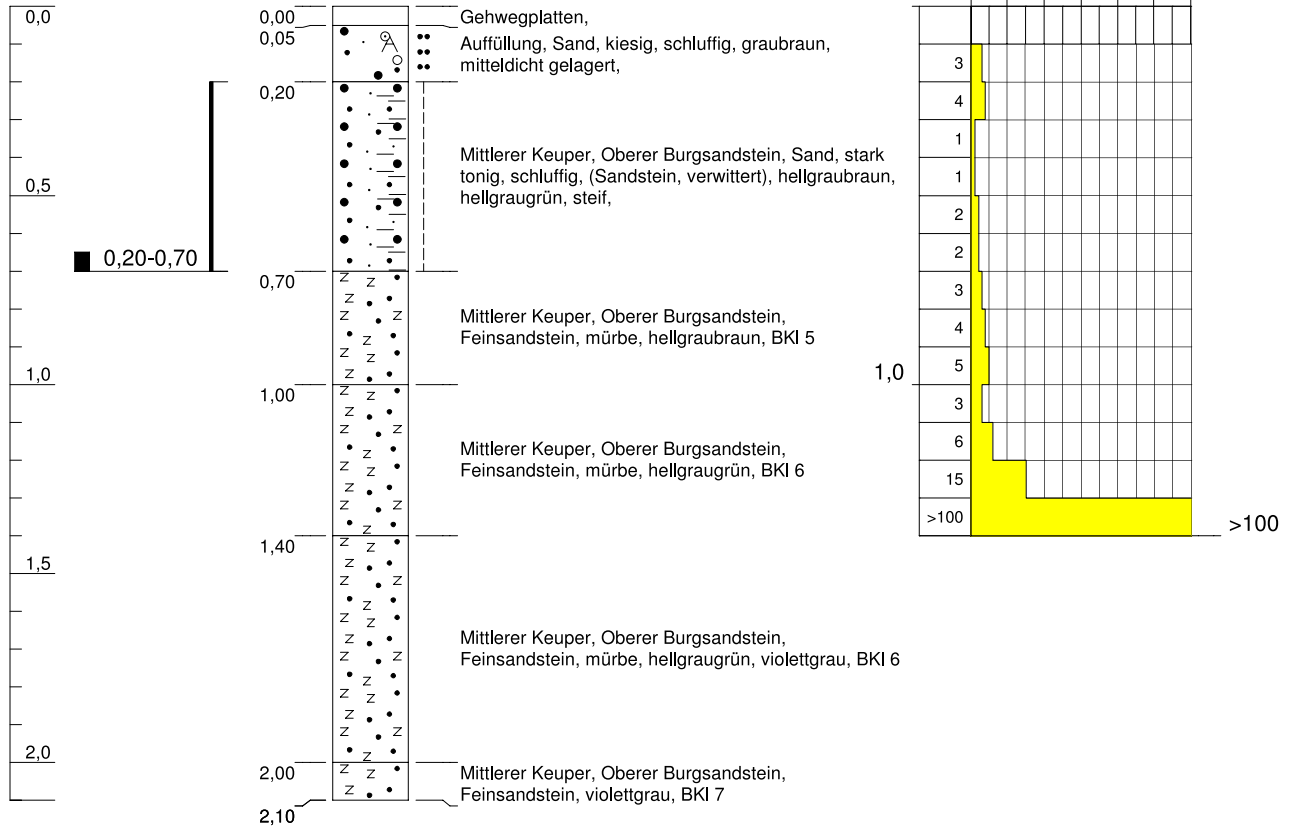 0,0
0,5
1,0
1,5
2,0
0,20-0,70
0,00
0,05
0,20
0,70
1,00
1,40
2,00
2,10
Gehwegplatten,
Auffüllung, Sand, kiesig, schluffig, graubraun,
mitteldicht gelagert,
Mittlerer Keuper, Oberer Burgsandstein, Sand, stark
tonig, schluffig, (Sandstein, verwittert), hellgraubraun,
hellgraugrün, steif,
Mittlerer Keuper, Oberer Burgsandstein,
Feinsandstein, mürbe, hellgraubraun, BKl 5
Mittlerer Keuper, Oberer Burgsandstein,
Feinsandstein, mürbe, hellgraugrün, BKl 6
Mittlerer Keuper, Oberer Burgsandstein,
Feinsandstein, mürbe, hellgraugrün, violettgrau, BKl 6
Mittlerer Keuper, Oberer Burgsandstein,
Feinsandstein, violettgrau, BKl 7
3
4
1
1
2
2
3
4
5
3
6
15
>100
1,0
>100